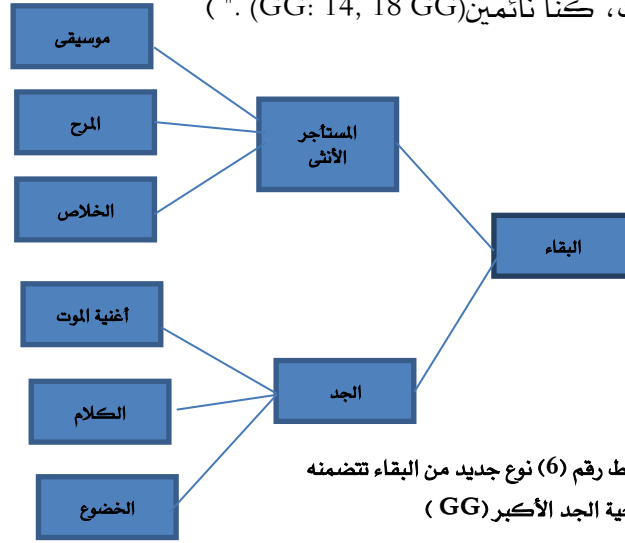 ، كنا نائمين(GG: 14, 18 GG). " (
موسيقى
المرح
الخلاص
المستأجر
الأنثى
البقاء
أغنية الموت
الكلام
الخضوع
الجد
رقم (6) نوع جديد من البقاء تتضمنه
الجد الأكبر(GG )